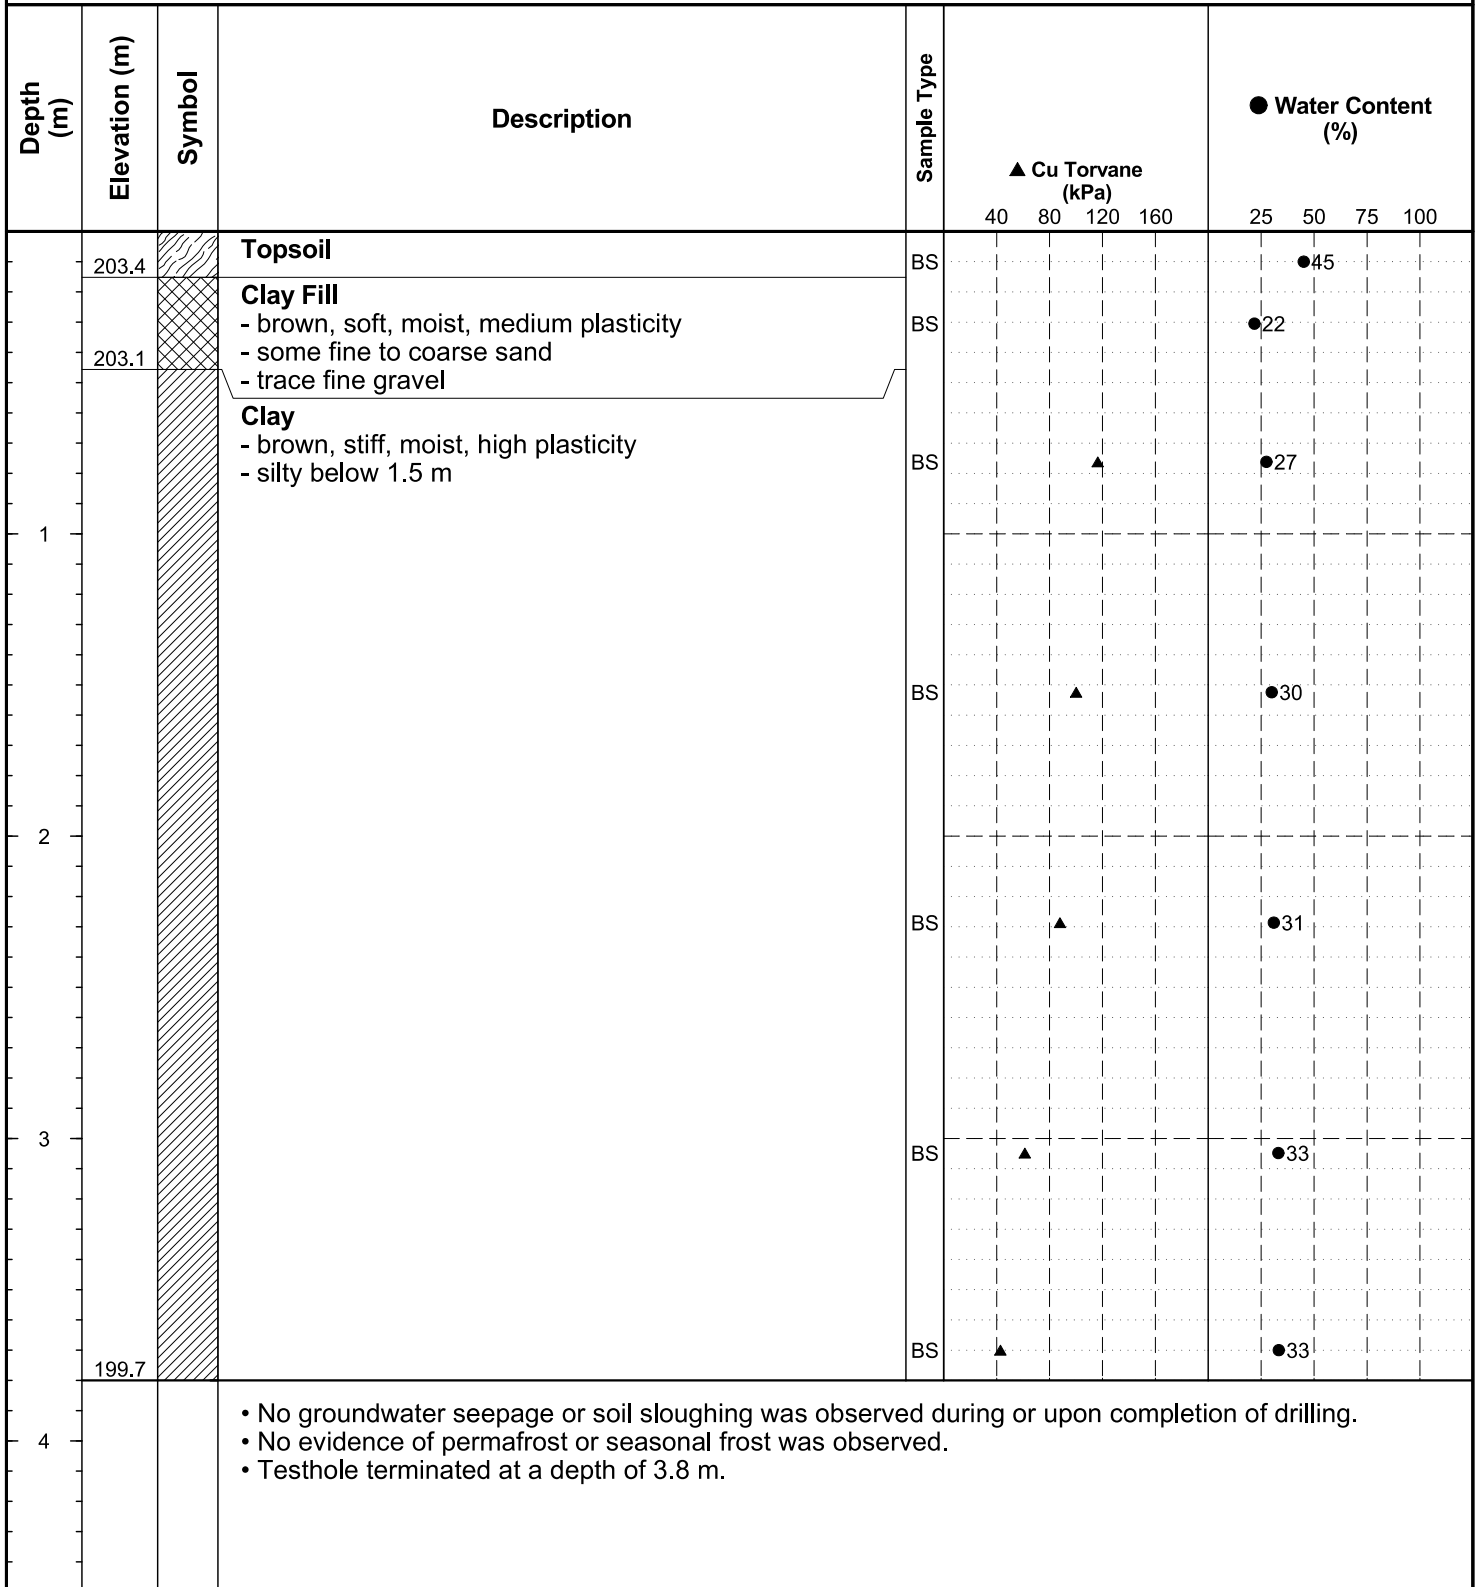 Depth
(m)
Elevation (m)
Symbol
Description
Sample Type
▲ Cu Torvane
(kPa)
40 80 120 160
● Water Content
(%)
25 50 75 100
Topsoil
203.4
BS
45
Clay Fill
- brown, soft, moist, medium plasticity
BS
22
- some fine to coarse sand
203.1
- trace fine gravel
Clay
- brown, stiff, moist, high plasticity
- silty below 1.5 m
BS
27
1
BS
30
2
BS
31
3
BS
33
BS
33
199.7
• No groundwater seepage or soil sloughing was observed during or upon completion of drilling.
4
• No evidence of permafrost or seasonal frost was observed.
• Testhole terminated at a depth of 3.8 m.